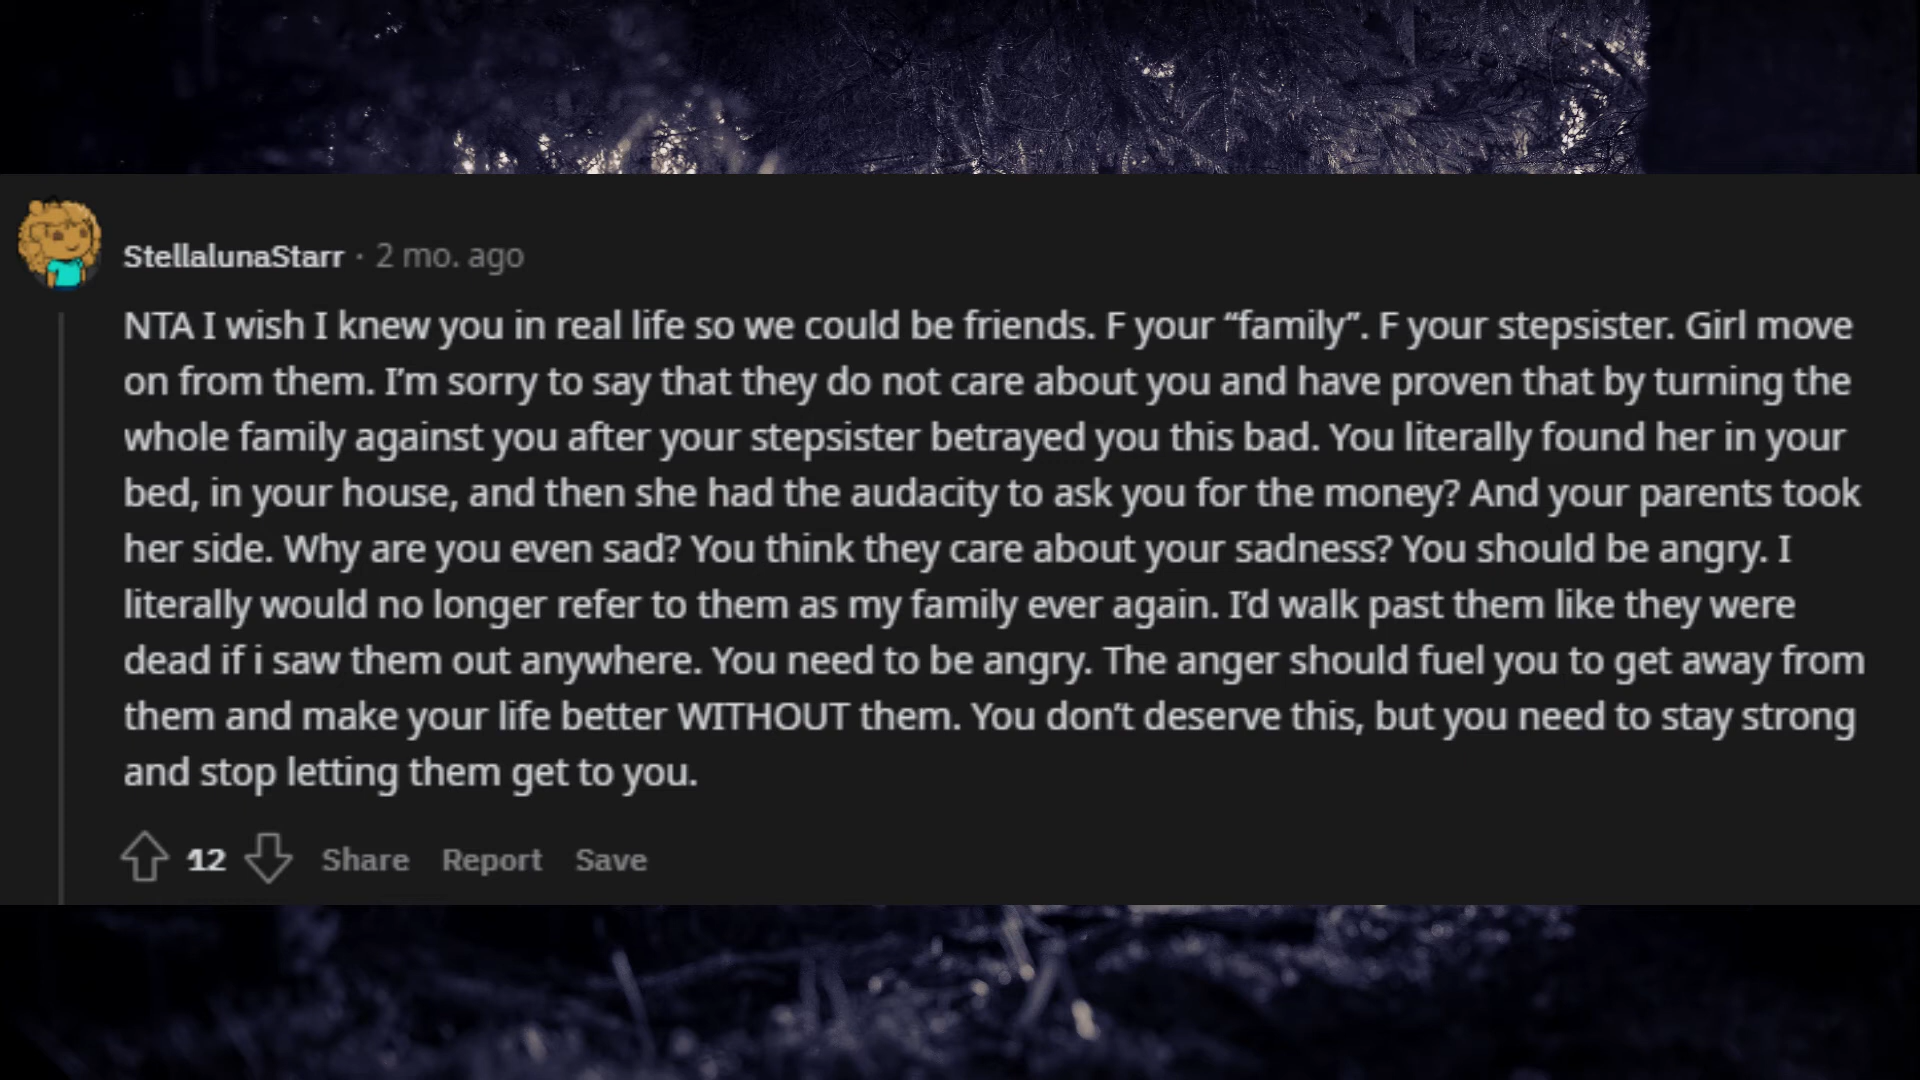 StellalunaStarr · 2 mo. ago
NTA I wish I knew you in real life so we could be friends. F your “family”. F your stepsister. Girl move
on from them. I’m sorry to say that they do not care about you and have proven that by turning the
whole family against you after your stepsister betrayed you this bad. You literally found her in your
bed, in your house, and then she had the audacity to ask you for the money? And your parents took
her side. Why are you even sad? You think they care about your sadness? You should be angry. I
literally would no longer refer to them as my family ever again. I’d walk past them like they were
dead if i saw them out anywhere. You need to be angry. The anger should fuel you to get away from
them and make your life better WITHOUT them. You don’t deserve this, but you need to stay strong
and stop letting them get to you.
12 Share Report Save